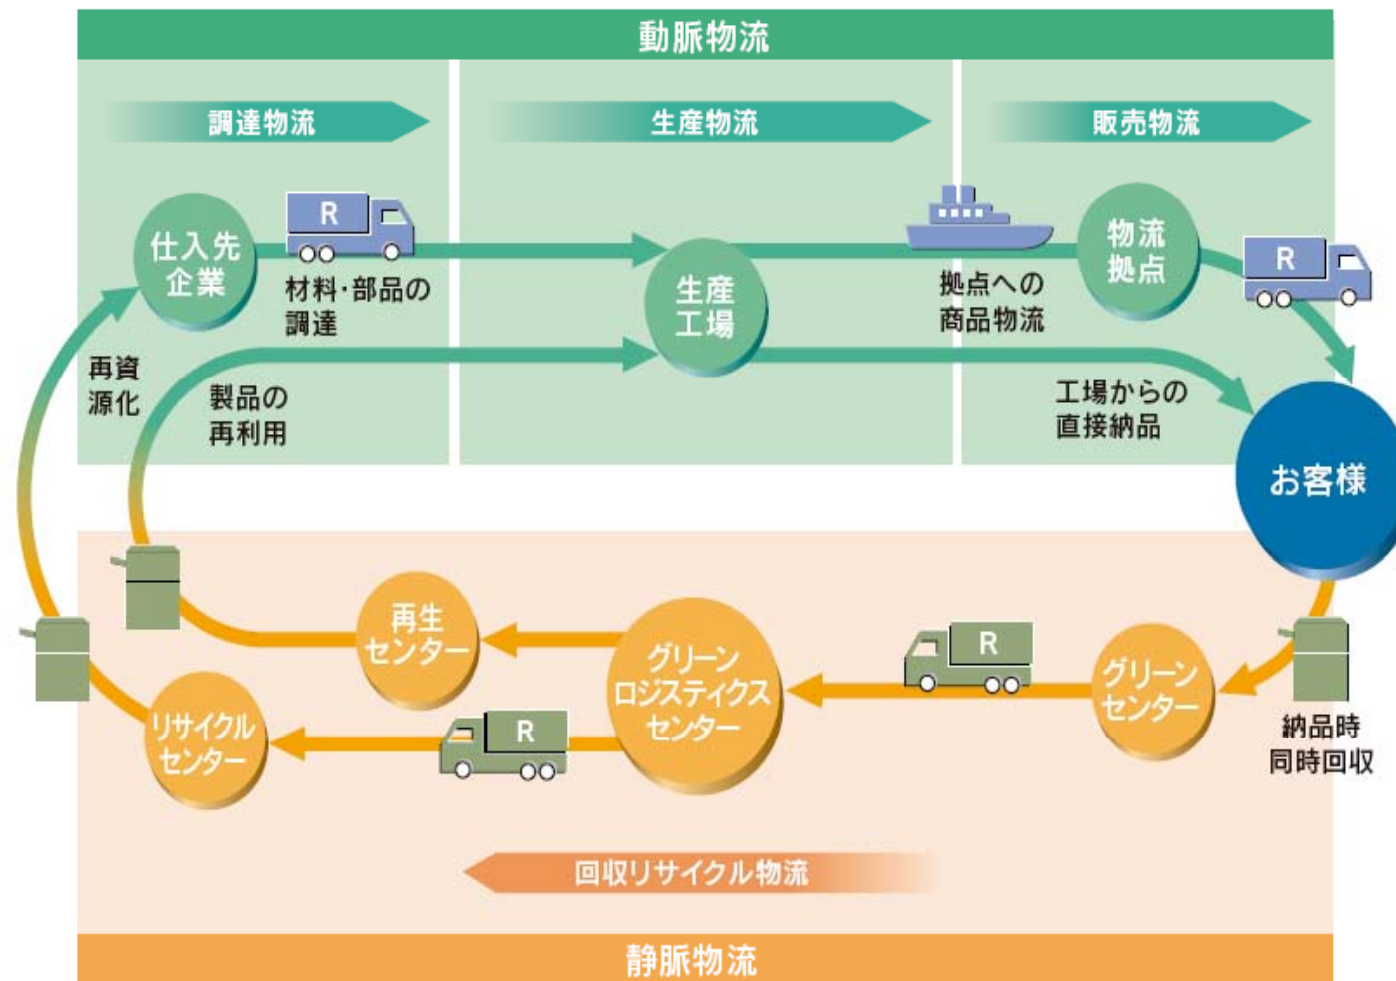 動脈物流
調達物流
生産物流
販売物流
仕入先
企業
R
材料・部品の
調達
生産
工場
拠点への
商品物流
物流
拠点
R
再資
源化
製品の
再利用
工場からの
直接納品
お客様
再生
センター
グリーン
ロジスティクス
センター
R
グリーン
センター
リサイクル
センター
R
納品時
同時回収
回収リサイクル物流
静脈物流